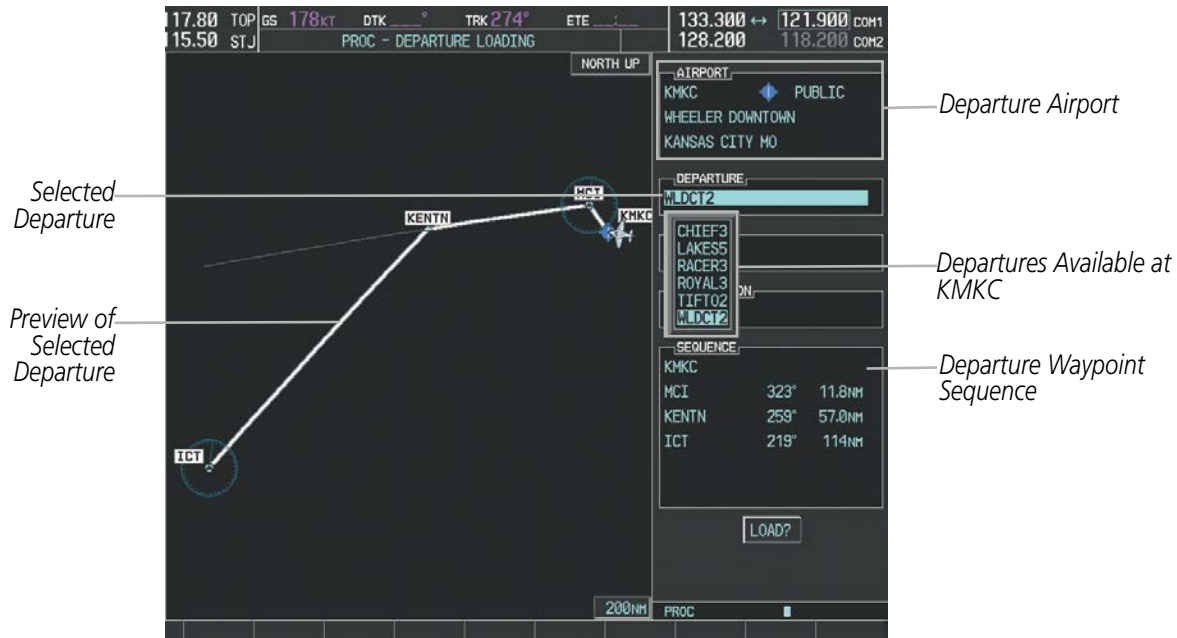 117.80 TOP GS 178KT DTK ___° TRK 274° ETE __:__ 133.300 ↔ 121.900 COM1
115.50 STJ PROC - DEPARTURE LOADING 128.200 118.200 COM2
NORTH UP
AIRPORT
KMKC PUBLIC
WHEELER DOWNTOWN
KANSAS CITY MO
Departure Airport
Selected
Departure
DEPARTURE
WLDCT2
MCI
KENTN
KMKC
CHIEF3
LAKES5
RACER3
ROYAL3
TIFTO2
WLDCT2
ON
Departures Available at
KMKC
Preview of
Selected
Departure
SEQUENCE
KMKC
MCI 323° 11.8NM
KENTN 259° 57.0NM
ICT 219° 114NM
Departure Waypoint
Sequence
ICT
LOAD?
200NM
PROC